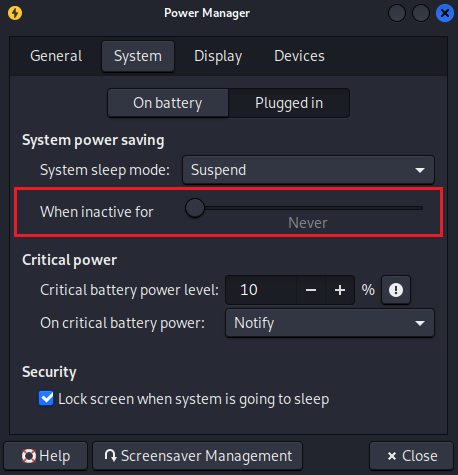 Power Manager
General System Display Devices
On battery Plugged in
System power saving
System sleep mode: Suspend
When inactive for
Never
Critical power
Critical battery power level: 10 − + %
On critical battery power: Notify
Security
Lock screen when system is going to sleep
Help Screensaver Management × Close